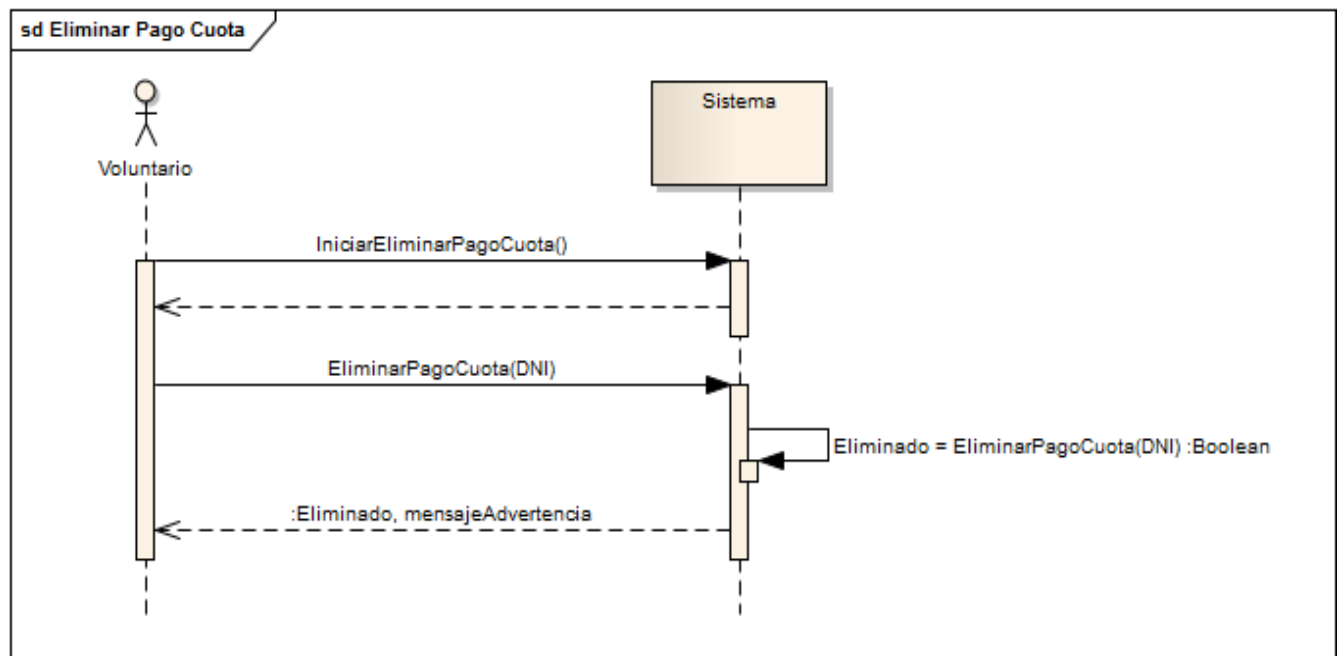 sd Eliminar Pago Cuota
Voluntario
Sistema
IniciarEliminarPagoCuota()
EliminarPagoCuota(DNI)
Eliminado = EliminarPagoCuota(DNI) :Boolean
:Eliminado, mensajeAdvertencia